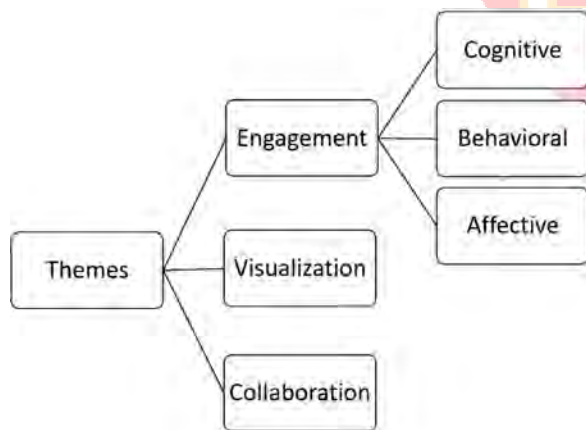 Cognitive
Engagement
Behavioral
Affective
Themes
Visualization
Collaboration